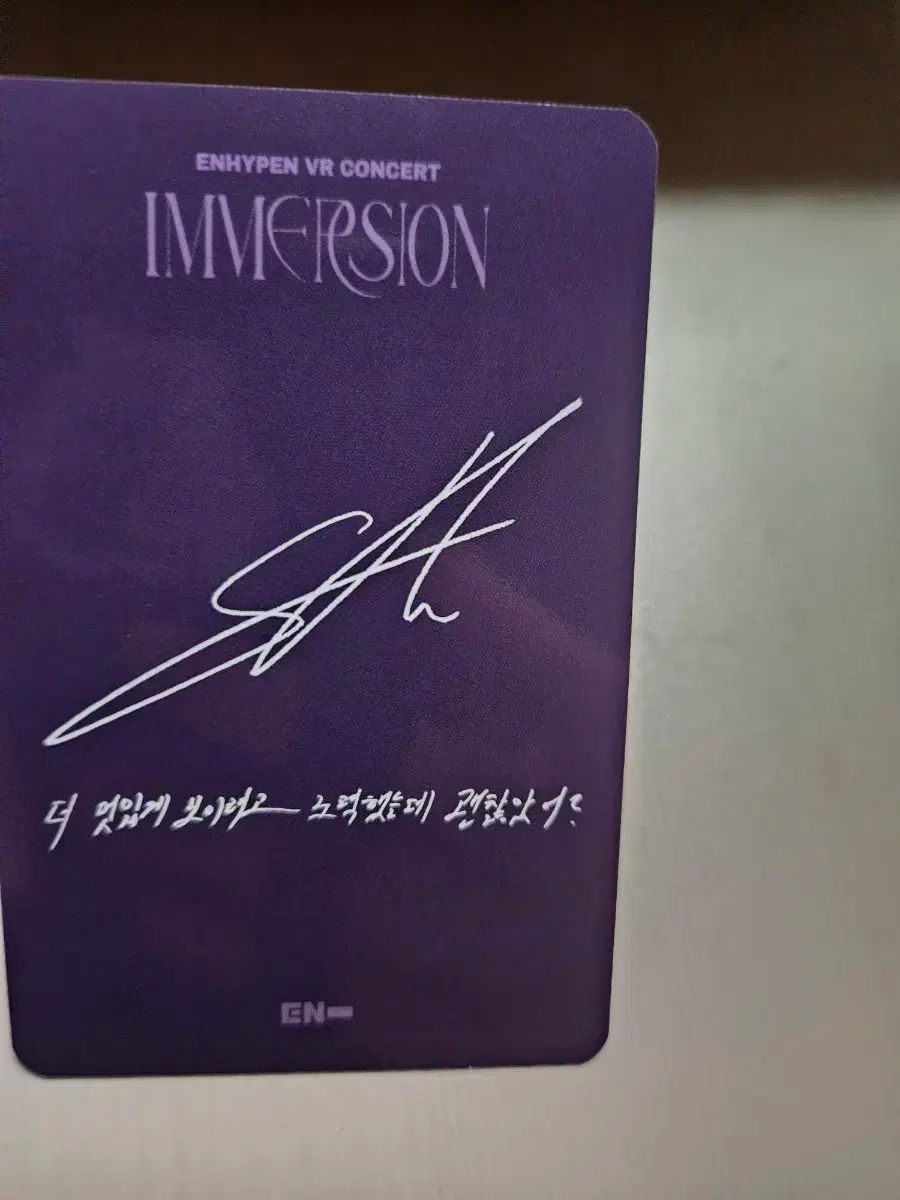 ENHYPEN VR CONCERT
IMMERSION
더 멋있게 보이려고 노력했는데 괜찮았어?
EN-